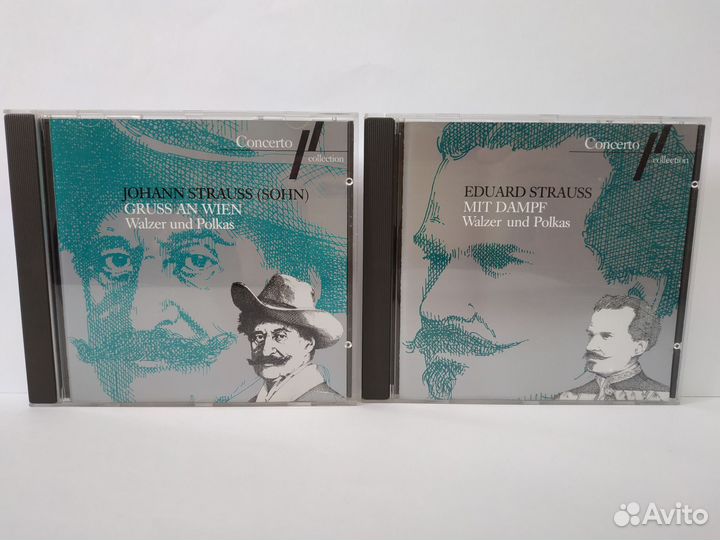 Concerto
collection
JOHANN STRAUSS (SOHN)
GRUSS AN WIEN
Walzer und Polkas
Concerto
collection
EDUARD STRAUSS
MIT DAMPF
Walzer und Polkas
Avito